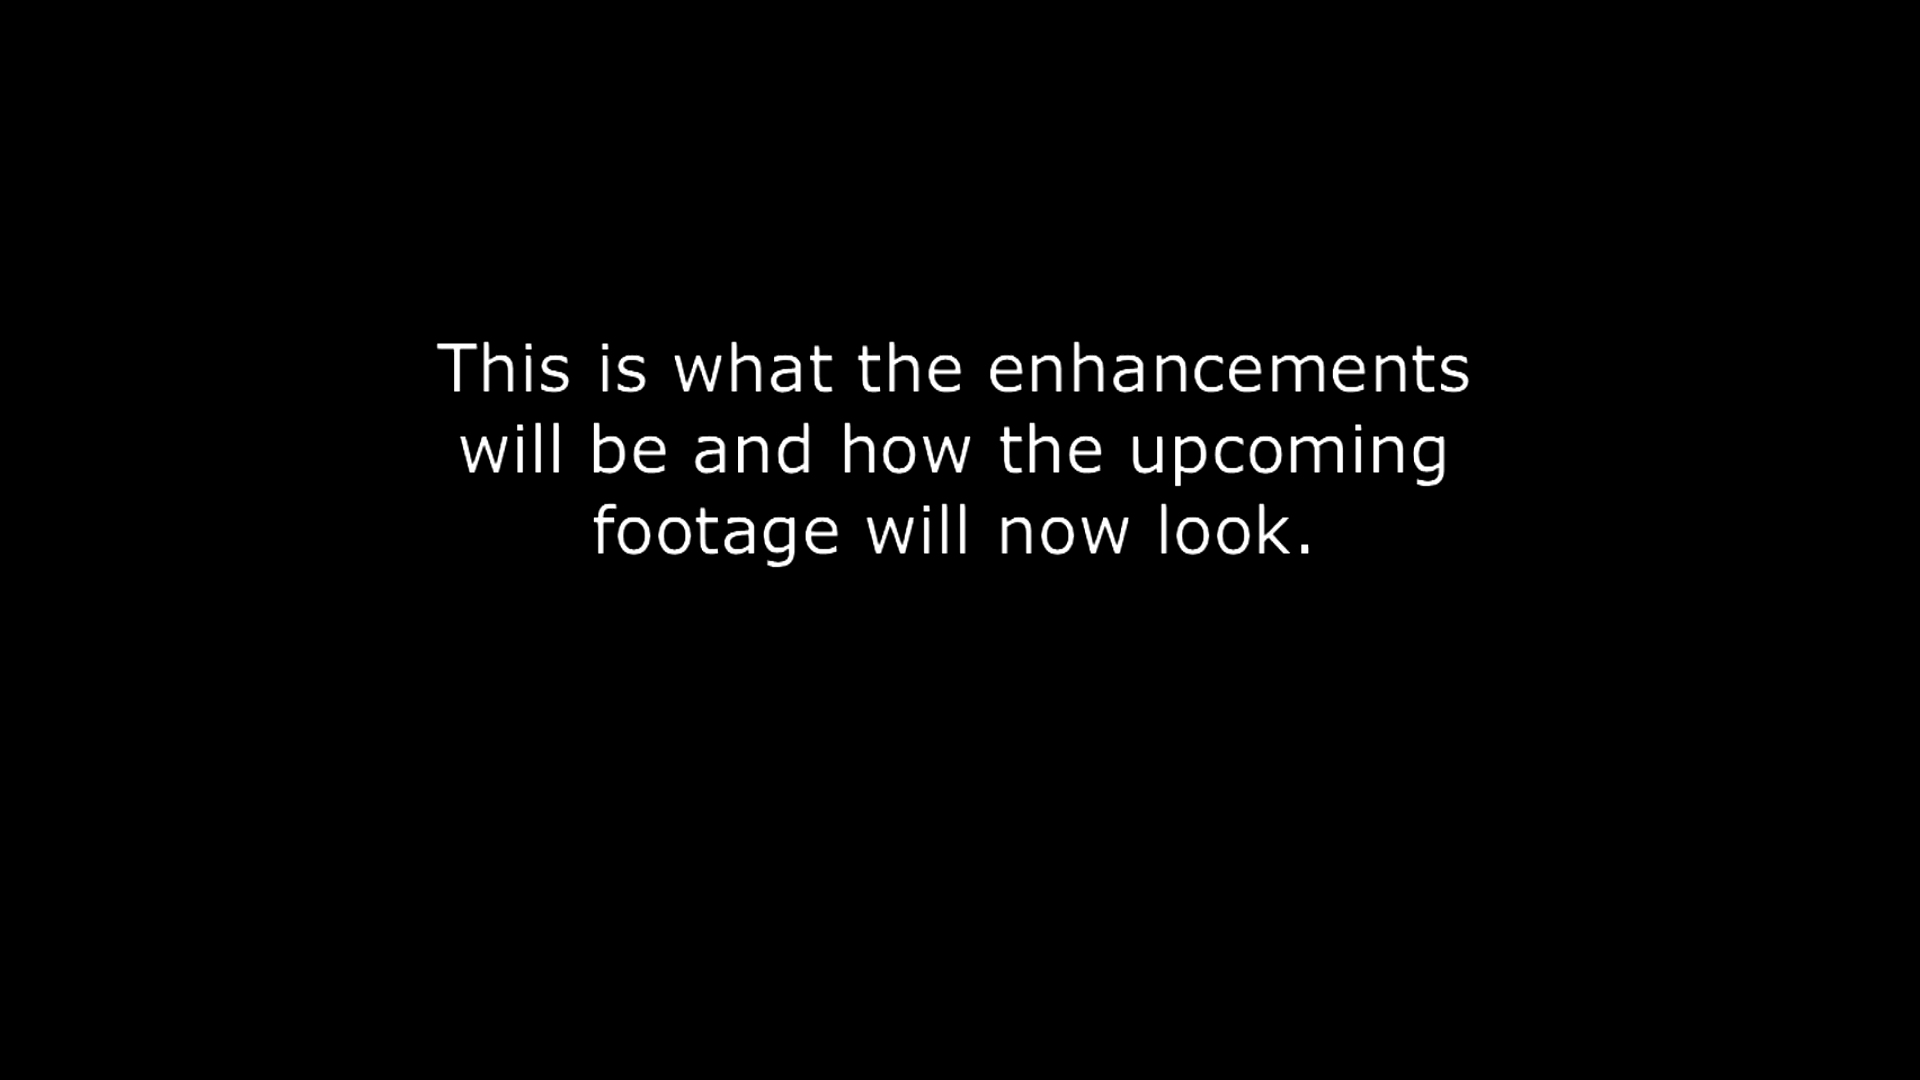 This is what the enhancements
will be and how the upcoming
footage will now look.